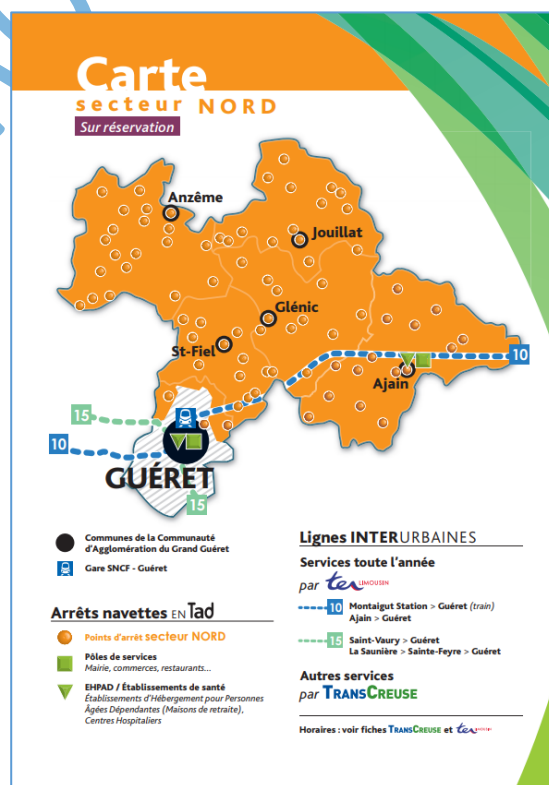 Carte
secteur NORD
Sur réservation
Anzême
Jouillat
Glénic
St-Fiel
10
Ajain
15
10
GUÉRET
15
Communes de la Communauté
d'Agglomération du Grand Guéret
Gare SNCF - Guéret
Arrêts navettes EN Tad
Points d'arrêt secteur NORD
Pôles de services
Mairie, commerces, restaurants...
EHPAD / Établissements de santé
Établissements d'Hébergement pour Personnes
Âgées Dépendantes (Maisons de retraite),
Centres Hospitaliers
Lignes INTERURBAINES
Services toute l'année
par ter LIMOUSIN
10 Montaigut Station > Guéret (train)
Ajain > Guéret
15 Saint-Vaury > Guéret
La Saunière > Sainte-Feyre > Guéret
Autres services
par TRANSCREUSE
Horaires : voir fiches TRANSCREUSE et ter LIMOUSIN